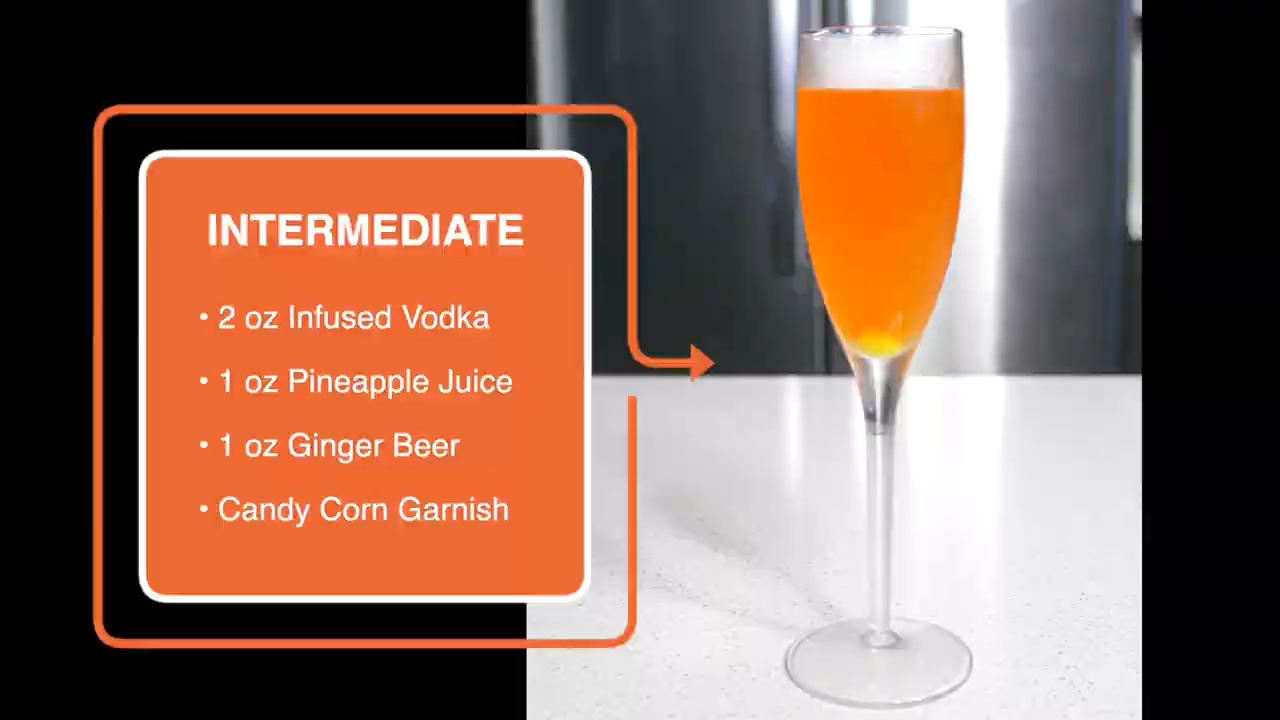 INTERMEDIATE
• 2 oz Infused Vodka
• 1 oz Pineapple Juice
• 1 oz Ginger Beer
• Candy Corn Garnish